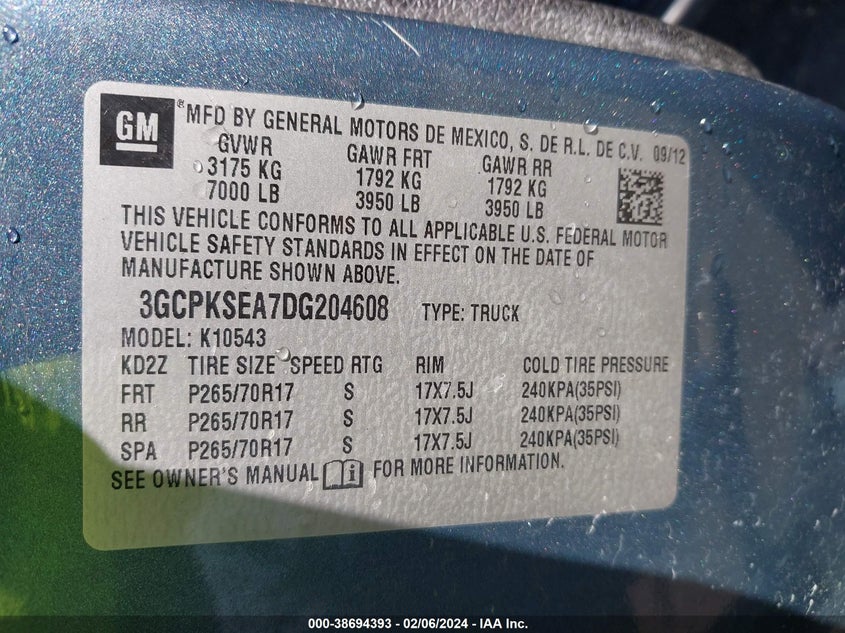 GM ® MFD BY GENERAL MOTORS DE MEXICO, S. DE R.L. DE C.V. 09/12
GVWR GAWR FRT GAWR RR
3175 KG 1792 KG 1792 KG
7000 LB 3950 LB 3950 LB
THIS VEHICLE CONFORMS TO ALL APPLICABLE U.S. FEDERAL MOTOR
VEHICLE SAFETY STANDARDS IN EFFECT ON THE DATE OF
MANUFACTURE SHOWN ABOVE.
3GCPKSEA7DG204608 TYPE: TRUCK
MODEL: K10543
KD2Z TIRE SIZE SPEED RTG RIM COLD TIRE PRESSURE
FRT P265/70R17 S 17X7.5J 240KPA(35PSI)
RR P265/70R17 S 17X7.5J 240KPA(35PSI)
SPA P265/70R17 S 17X7.5J 240KPA(35PSI)
SEE OWNER'S MANUAL i FOR MORE INFORMATION.
000-38694393 - 02/06/2024 - IAA Inc.